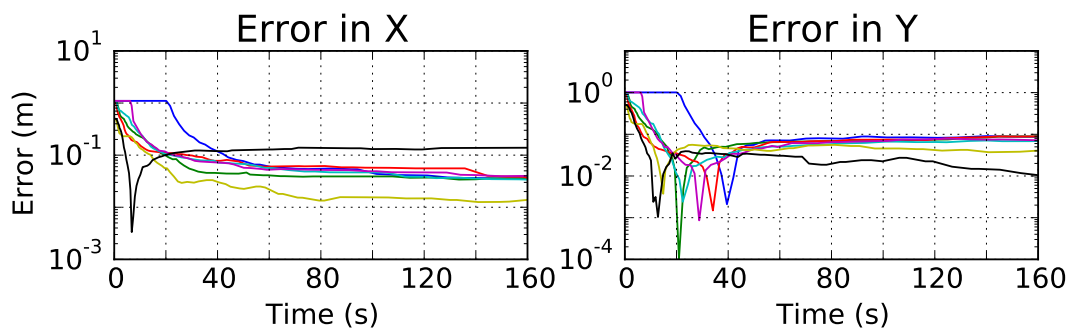 Error in X
Error in Y
Error (m)
10^1
10^-1
10^-3
0 40 80 120 160
Time (s)
10^0
10^-2
10^-4
0 40 80 120 160
Time (s)